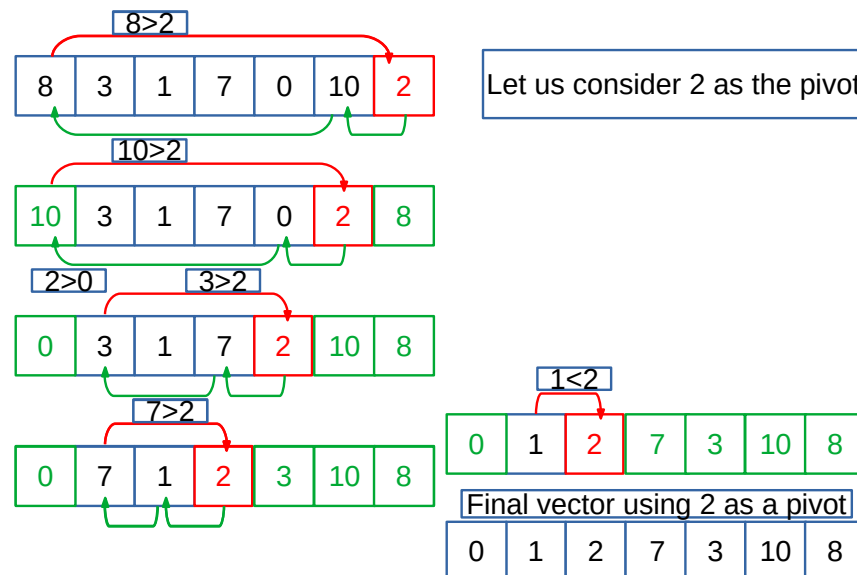 8>2
8 3 1 7 0 10 2
Let us consider 2 as the pivot
10>2
10 3 1 7 0 2 8
2>0 3>2
0 3 1 7 2 10 8
7>2
0 7 1 2 3 10 8
1<2
0 1 2 7 3 10 8
Final vector using 2 as a pivot
0 1 2 7 3 10 8